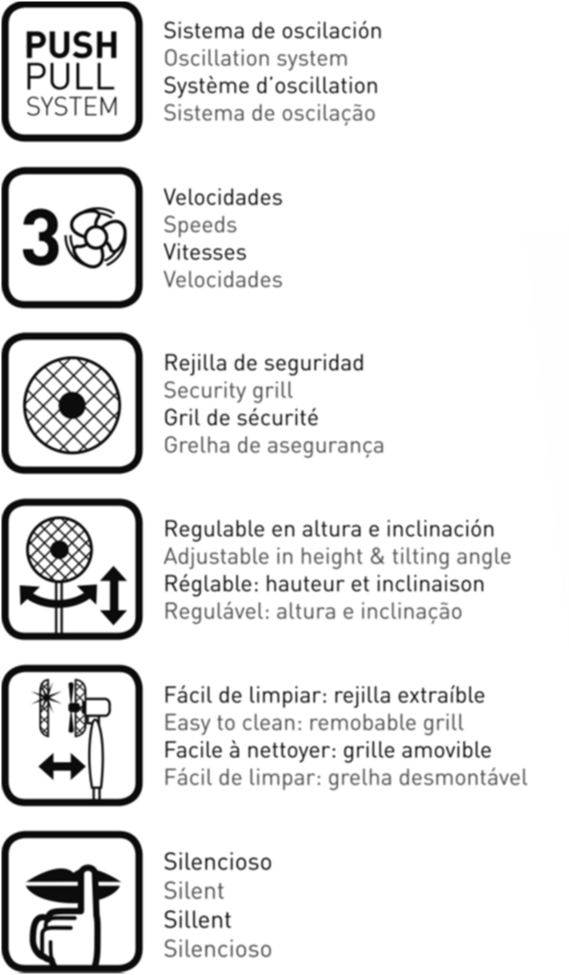 PUSH
PULL
SYSTEM
Sistema de oscilación
Oscillation system
Système d'oscillation
Sistema de oscilação
3
Velocidades
Speeds
Vitesses
Velocidades
Rejilla de seguridad
Security grill
Gril de sécurité
Grelha de asegurança
Regulable en altura e inclinación
Adjustable in height & tilting angle
Réglable: hauteur et inclinaison
Regulável: altura e inclinação
Fácil de limpiar: rejilla extraíble
Easy to clean: remobable grill
Facile à nettoyer: grille amovible
Fácil de limpar: grelha desmontável
Silencioso
Silent
Sillent
Silencioso